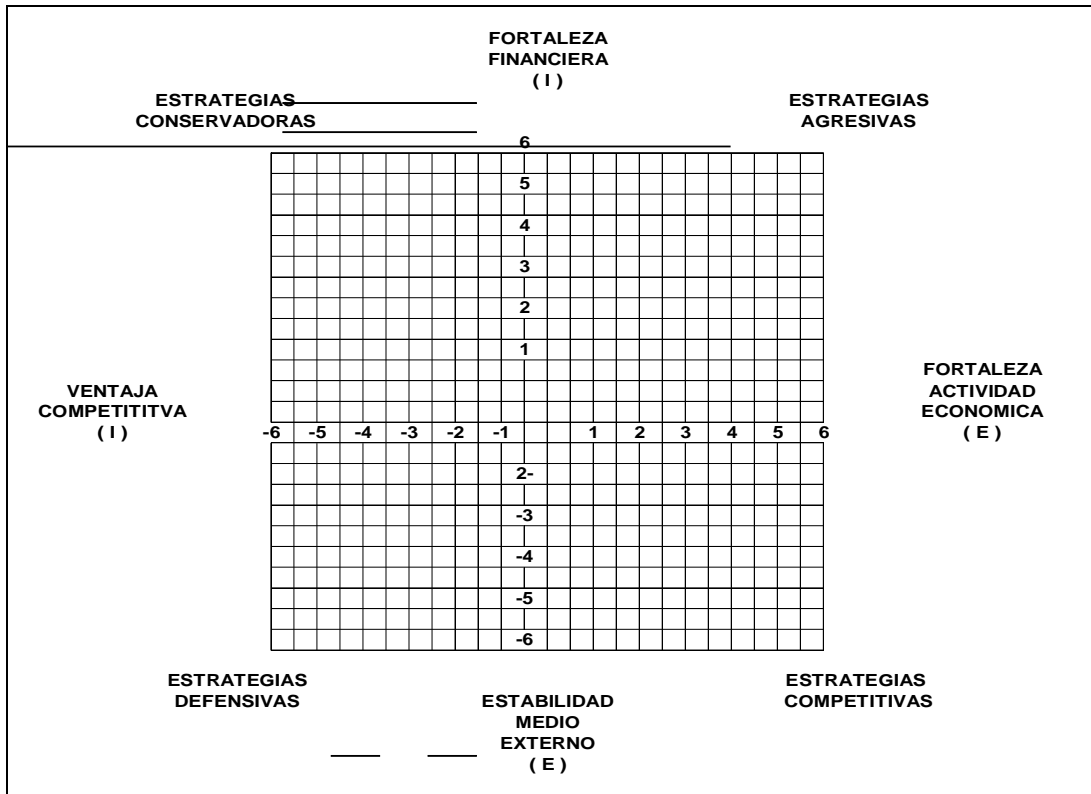 FORTALEZA
FINANCIERA
( I )
ESTRATEGIAS
CONSERVADORAS
ESTRATEGIAS
AGRESIVAS
6
5
4
3
2
1
VENTAJA
COMPETITITVA
( I )
FORTALEZA
ACTIVIDAD
ECONOMICA
( E )
-6 -5 -4 -3 -2 -1 1 2 3 4 5 6
2-
-3
-4
-5
-6
ESTRATEGIAS
DEFENSIVAS
ESTABILIDAD
MEDIO
EXTERNO
( E )
ESTRATEGIAS
COMPETITIVAS